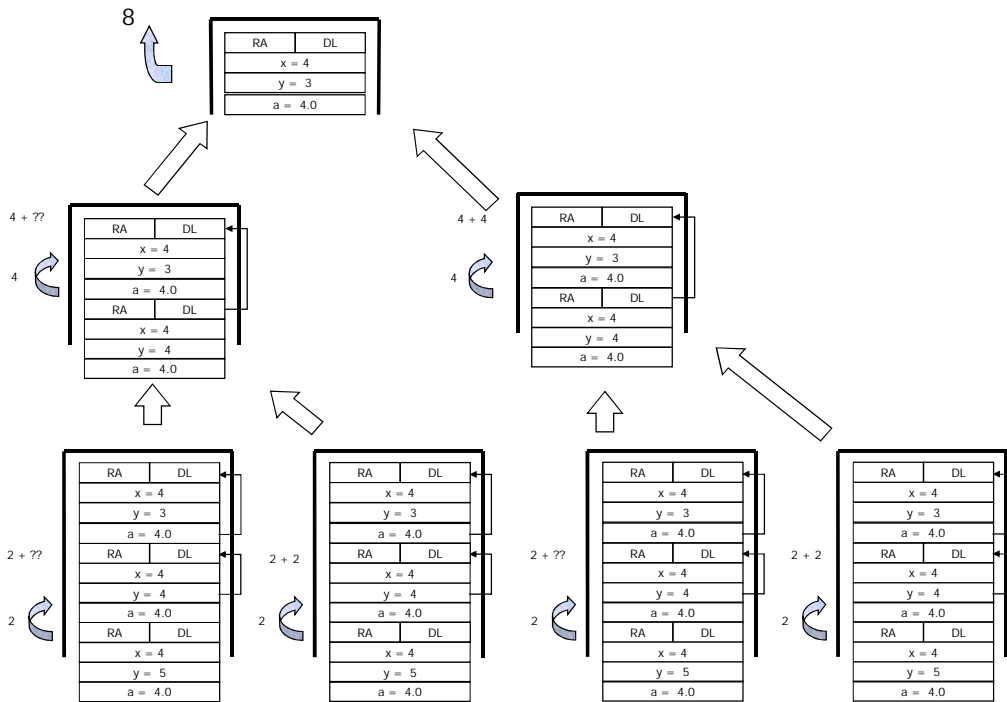 8
RA DL
x = 4
y = 3
a = 4.0
4 + ??
4
RA DL
x = 4
y = 3
a = 4.0
RA DL
x = 4
y = 4
a = 4.0
4 + 4
4
RA DL
x = 4
y = 3
a = 4.0
RA DL
x = 4
y = 4
a = 4.0
2 + ??
2
RA DL
x = 4
y = 3
a = 4.0
RA DL
x = 4
y = 4
a = 4.0
RA DL
x = 4
y = 5
a = 4.0
2 + 2
2
RA DL
x = 4
y = 3
a = 4.0
RA DL
x = 4
y = 4
a = 4.0
RA DL
x = 4
y = 5
a = 4.0
2 + ??
2
RA DL
x = 4
y = 3
a = 4.0
RA DL
x = 4
y = 4
a = 4.0
RA DL
x = 4
y = 5
a = 4.0
2 + 2
2
RA DL
x = 4
y = 3
a = 4.0
RA DL
x = 4
y = 4
a = 4.0
RA DL
x = 4
y = 5
a = 4.0